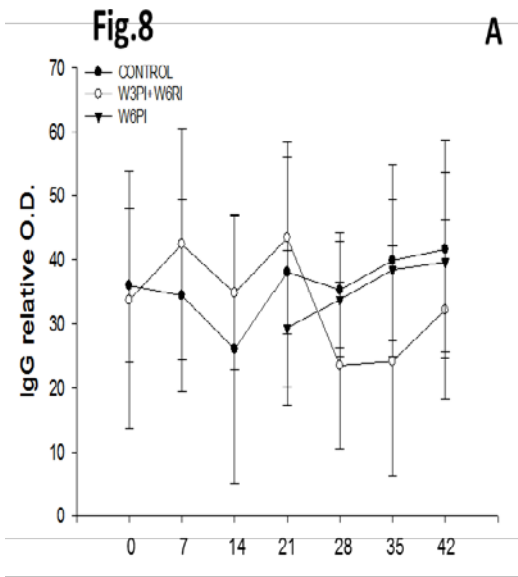 Fig.8
A
CONTROL
W3PI+W6RI
W6PI
IgG relative O.D.
70
60
50
40
30
20
10
0
0 7 14 21 28 35 42